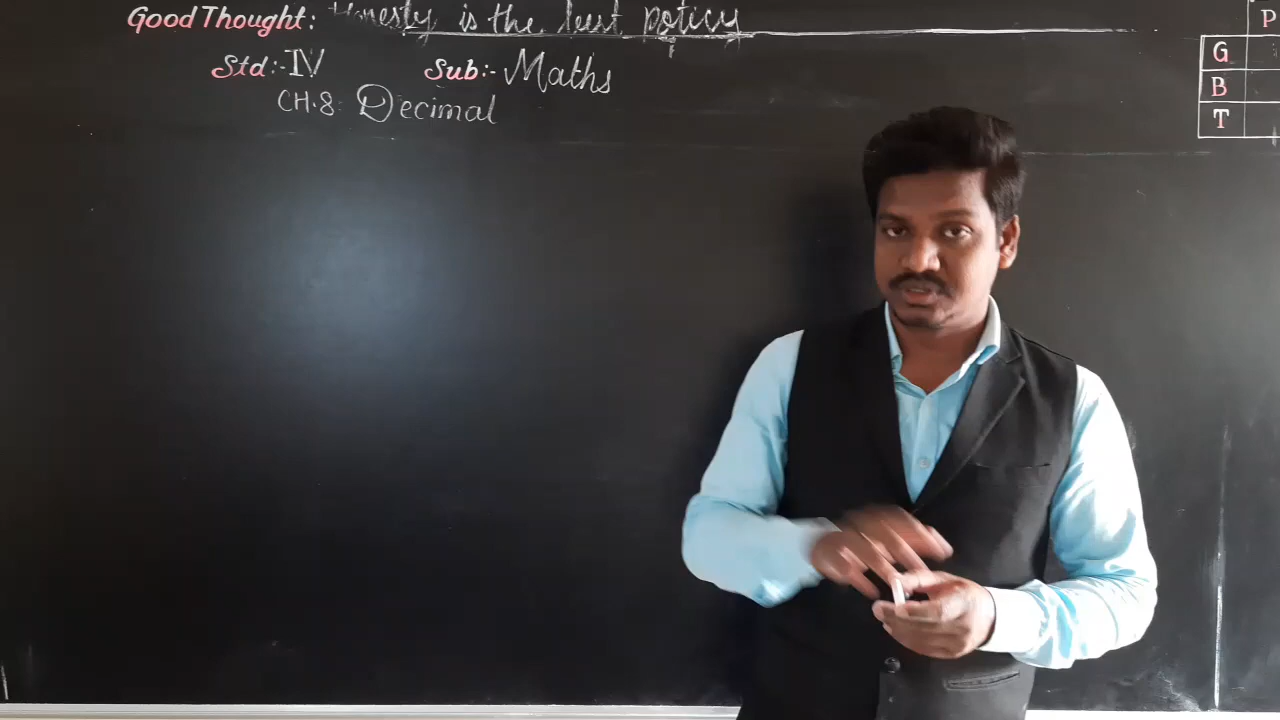 Good Thought: Honesty is the best policy
Std:- IV Sub:- Maths
CH.8: Decimal
P
G
B
T